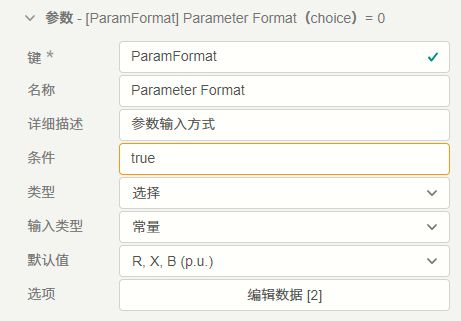 参数 - [ParamFormat] Parameter Format（choice）= 0
键 * ParamFormat
名称 Parameter Format
详细描述 参数输入方式
条件 true
类型 选择
输入类型 常量
默认值 R, X, B (p.u.)
选项 编辑数据 [2]